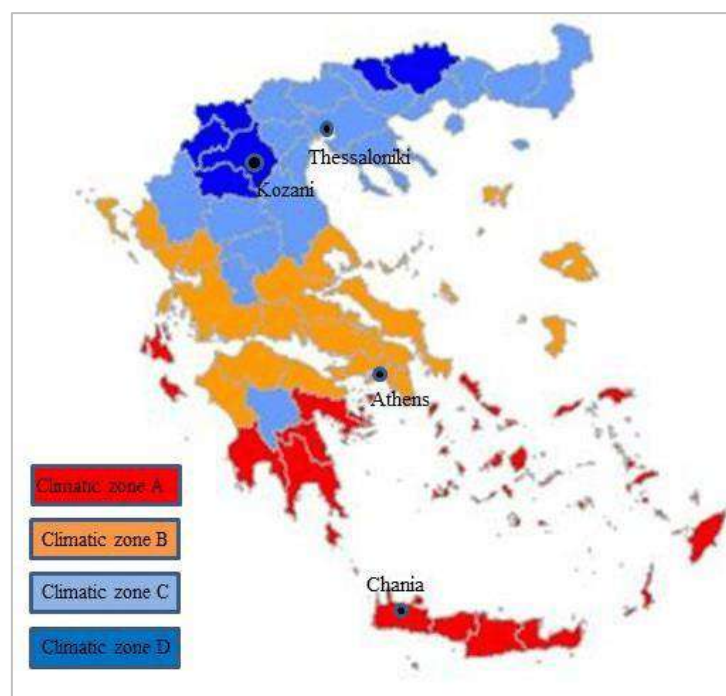 Thessaloniki
Kozani
Athens
Climatic zone A
Climatic zone B
Chania
Climatic zone C
Climatic zone D